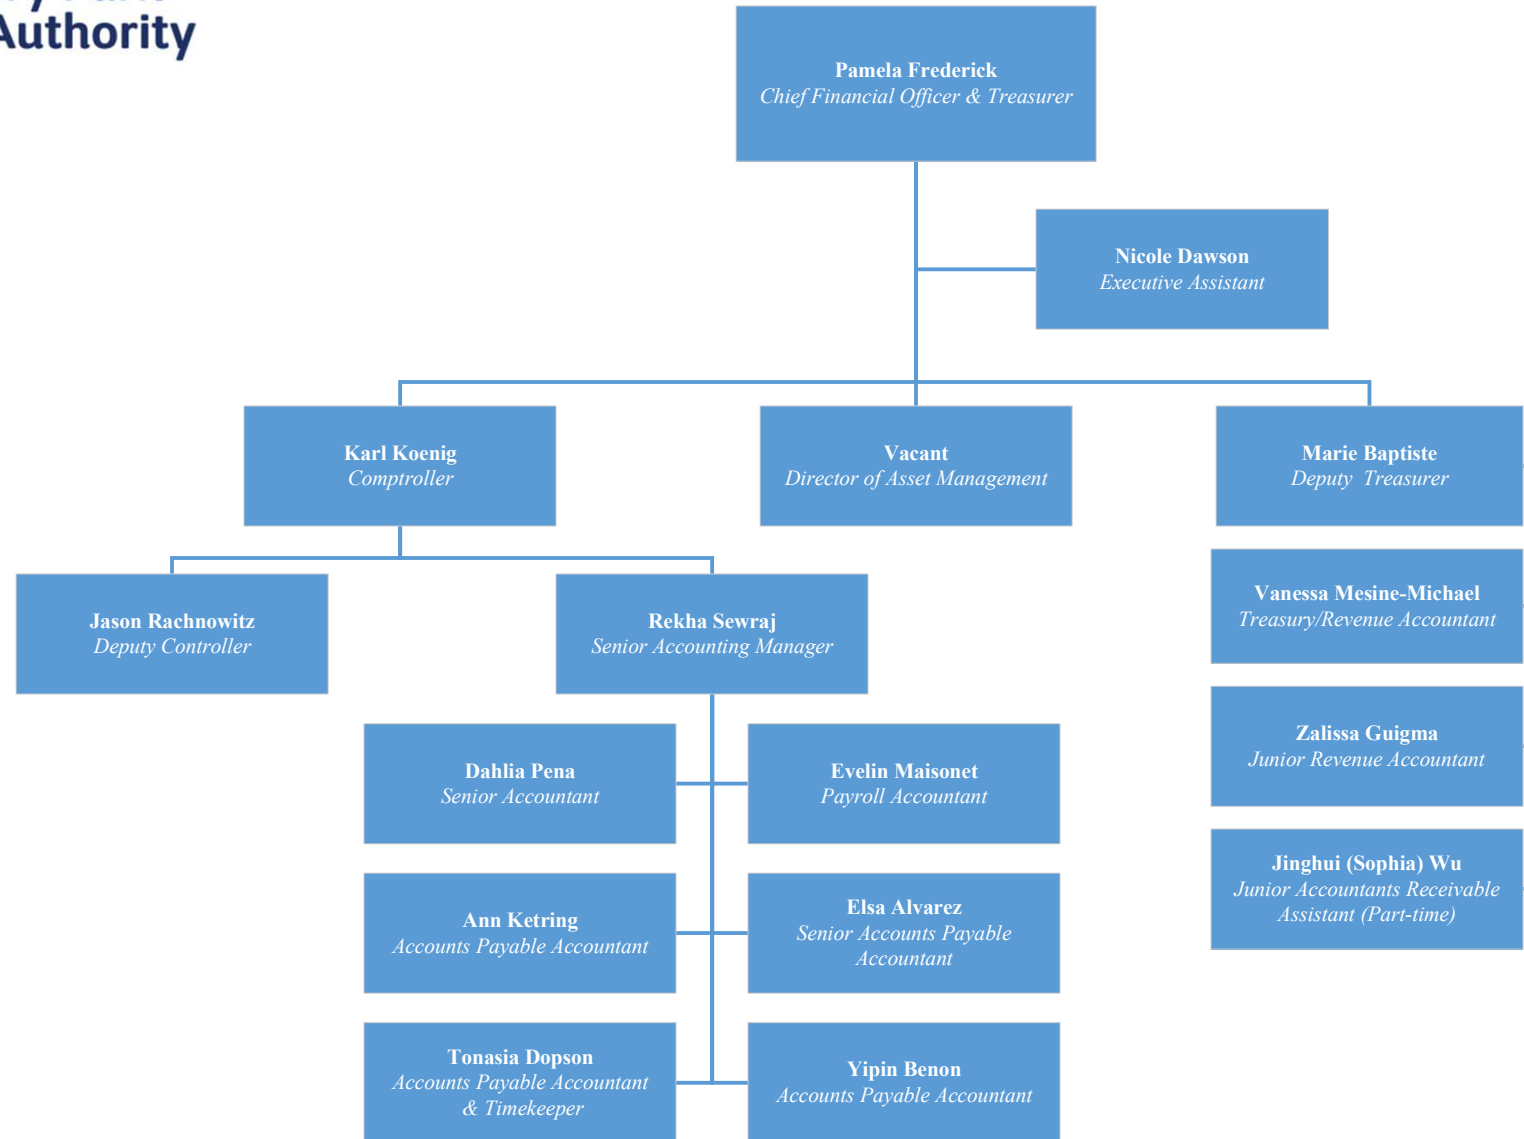 Authority
Pamela Frederick
Chief Financial Officer & Treasurer
Nicole Dawson
Executive Assistant
Karl Koenig
Comptroller
Vacant
Director of Asset Management
Marie Baptiste
Deputy Treasurer
Jason Rachnowitz
Deputy Controller
Rekha Sewraj
Senior Accounting Manager
Vanessa Mesine-Michael
Treasury/Revenue Accountant
Zalissa Guigma
Junior Revenue Accountant
Jinghui (Sophia) Wu
Junior Accountants Receivable
Assistant (Part-time)
Dahlia Pena
Senior Accountant
Evelin Maisonet
Payroll Accountant
Ann Ketring
Accounts Payable Accountant
Elsa Alvarez
Senior Accounts Payable
Accountant
Tonasia Dopson
Accounts Payable Accountant
& Timekeeper
Yipin Benon
Accounts Payable Accountant